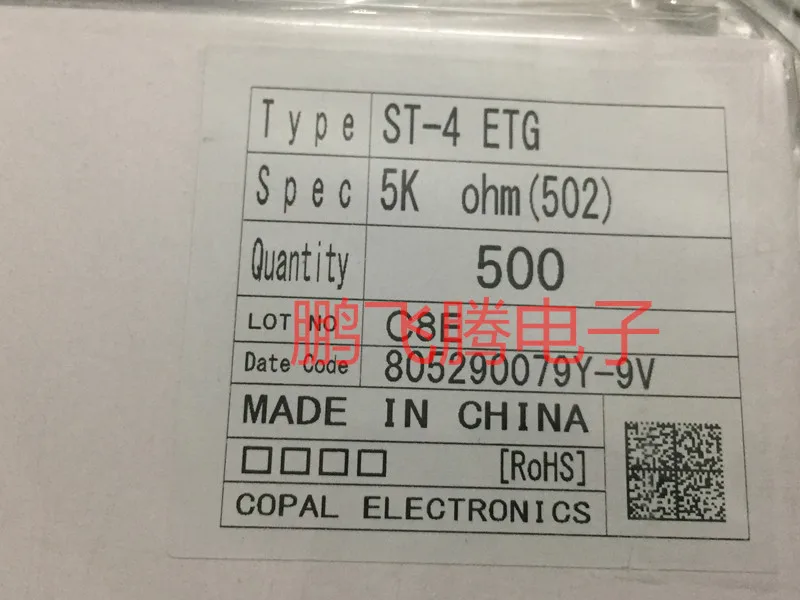 Type ST-4 ETG
Spec 5K ohm(502)
Quantity 500
LOT NO C8E
鹏飞腾电子
Date Code 805290079Y-9V
MADE IN CHINA
□□□□ [RoHS]
COPAL ELECTRONICS